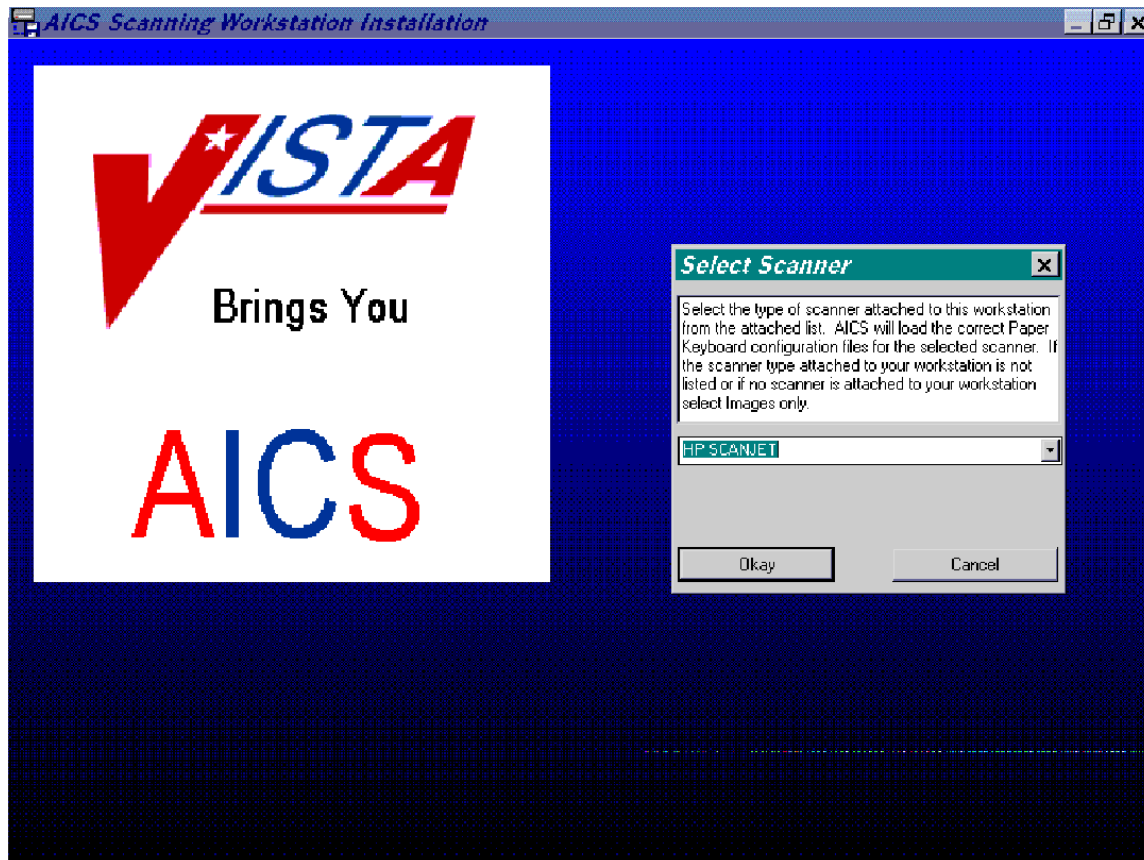 AICS Scanning Workstation Installation
VISTA
Brings You
AICS
Select Scanner
Select the type of scanner attached to this workstation
from the attached list. AICS will load the correct Paper
Keyboard configuration files for the selected scanner. If
the scanner type attached to your workstation is not
listed or if no scanner is attached to your workstation
select Images only.
HP SCANJET
Okay
Cancel